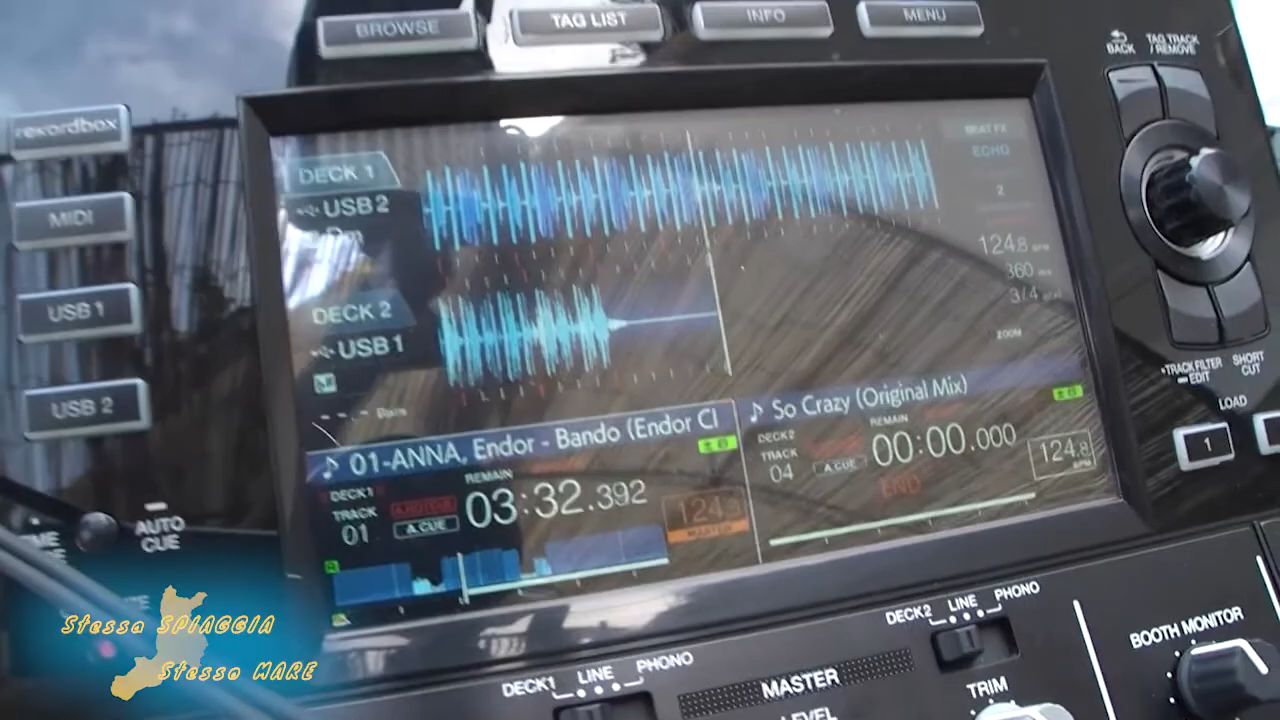 BROWSE
TAG LIST
INFO
MENU
BACK
TAG TRACK
/ REMOVE
rekordbox
MIDI
USB 1
USB 2
DECK 1
USB 2
DECK 2
USB 1
BEAT FX
ECHO
2
124.8 BPM
360
3/4
ZOOM
TRACK FILTER
EDIT
SHORT
CUT
LOAD
1
01-ANNA, Endor - Bando (Endor Cl
DECK1
TRACK
01
A.CUE
REMAIN
03:32.392
MASTER
So Crazy (Original Mix)
DECK2
TRACK
04
A.CUE
REMAIN
00:00.000
END
124.8
BPM
AUTO
CUE
Stessa SPIAGGIA
Stesso MARE
DECK1
LINE
PHONO
DECK2
LINE
PHONO
MASTER
LEVEL
TRIM
BOOTH MONITOR